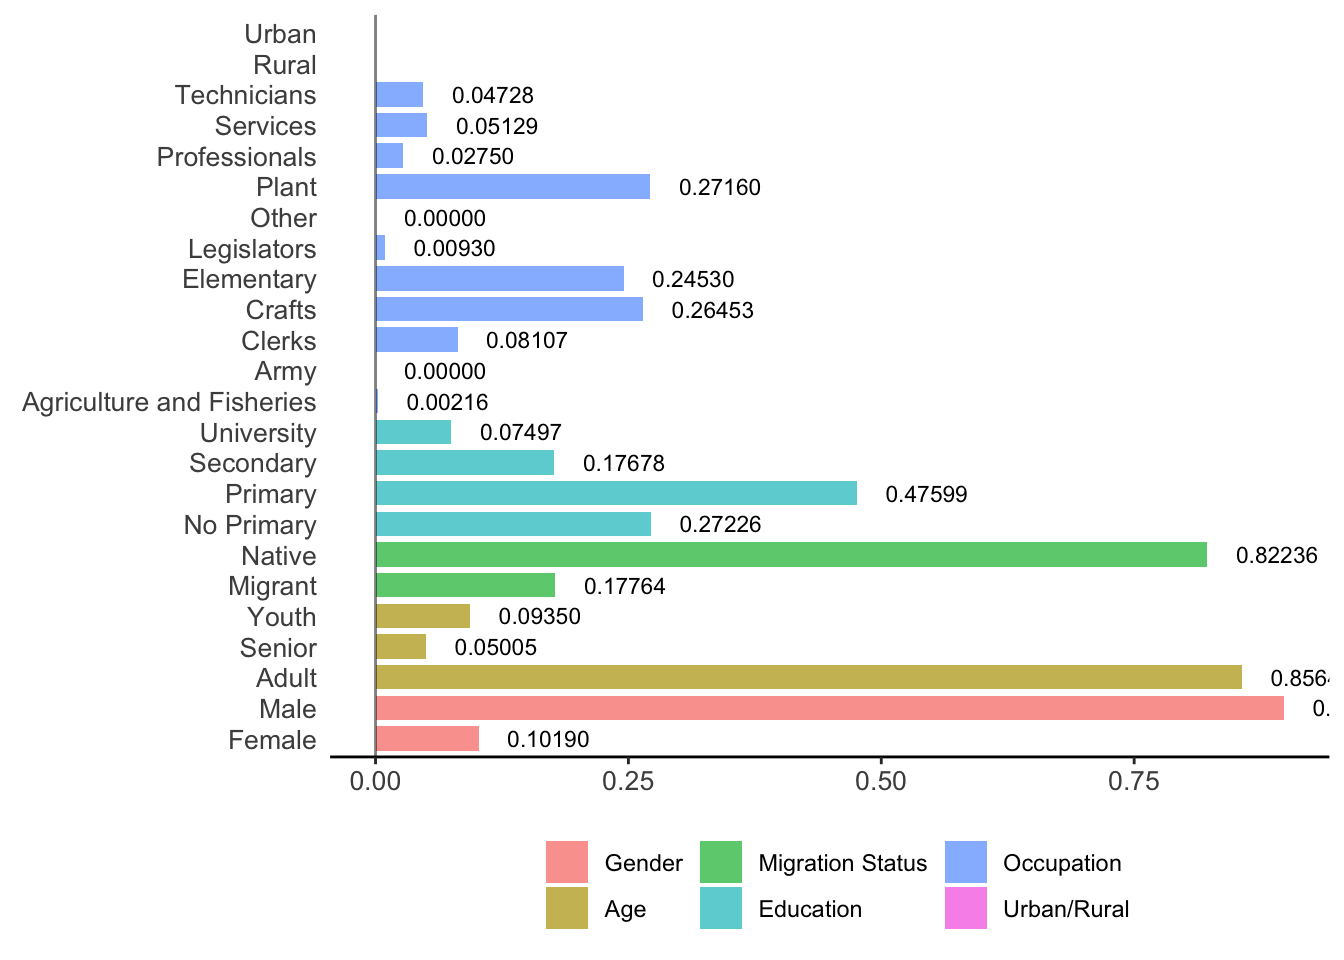 Urban
Rural
Technicians 0.04728
Services 0.05129
Professionals 0.02750
Plant 0.27160
Other 0.00000
Legislators 0.00930
Elementary 0.24530
Crafts 0.26453
Clerks 0.08107
Army 0.00000
Agriculture and Fisheries 0.00216
University 0.07497
Secondary 0.17678
Primary 0.47599
No Primary 0.27226
Native 0.82236
Migrant 0.17764
Youth 0.09350
Senior 0.05005
Adult
Male
Female 0.10190
0.00 0.25 0.50 0.75
Gender Migration Status Occupation
Age Education Urban/Rural